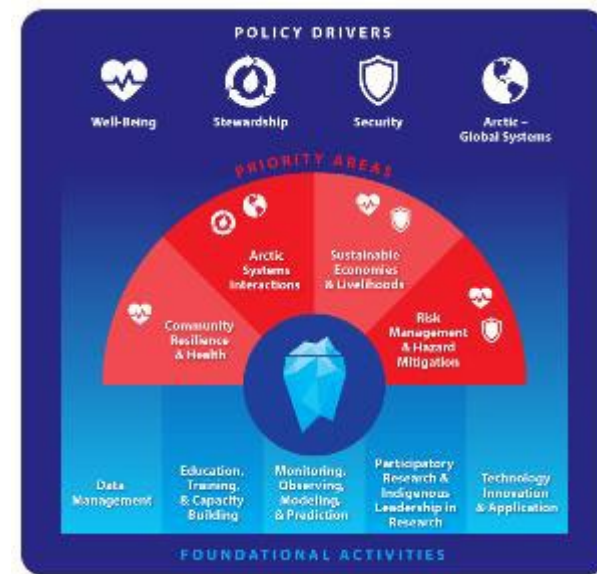 POLICY DRIVERS
Well-Being
Stewardship
Security
Arctic –
Global Systems
PRIORITY AREAS
Community
Resilience
& Health
Arctic
Systems
Interactions
Sustainable
Economies
& Livelihoods
Risk
Management
& Hazard
Mitigation
Data
Management
Education,
Training,
& Capacity
Building
Monitoring,
Observing,
Modeling,
& Prediction
Participatory
Research &
Indigenous
Leadership in
Research
Technology
Innovation
& Application
FOUNDATIONAL ACTIVITIES